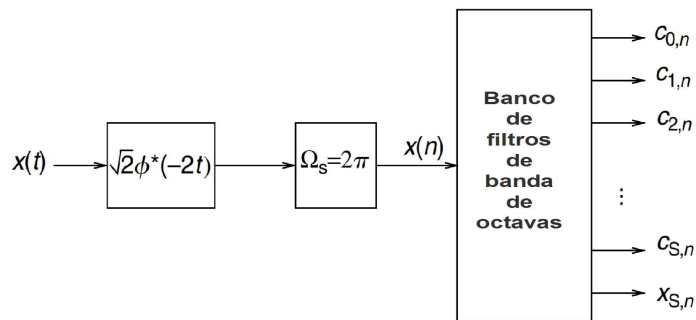 x(t)
√2ϕ*(−2t)
Ωs=2π
x(n)
Banco
de
filtros
de
banda
de
octavas
c0,n
c1,n
c2,n
⋮
cS,n
xS,n